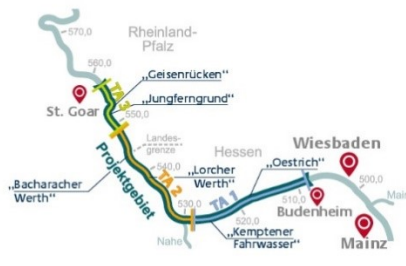 570,0
Rheinland-
Pfalz
560,0
„Geisenrücken“
TA 3
„Jungferngrund“
St. Goar
550,0
Landes-
grenze
Hessen
Wiesbaden
Projektgebiet
540,0
„Lorcher
Werth“
„Oestrich“
500,0
„Bacharacher
Werth“
TA 2
530,0
TA 1
510,0
Main
520,0
Budenheim
Nahe
„Kemptener
Fahrwasser“
Mainz